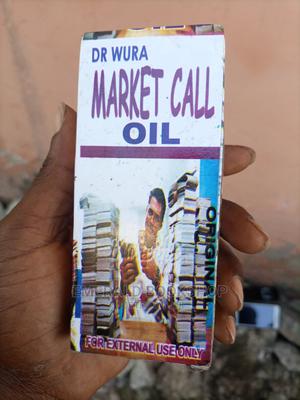 DR WURA
MARKET CALL
OIL
ORIGINAL
FOR EXTERNAL USE ONLY